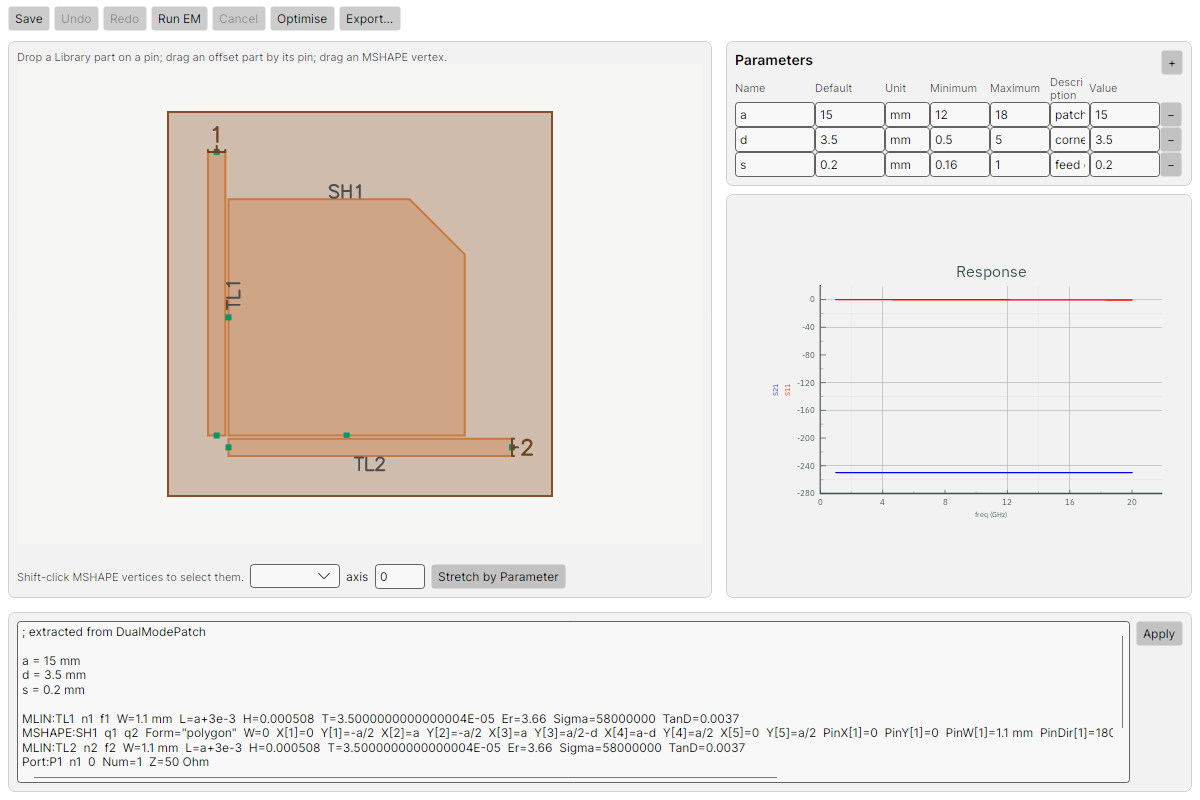 Save Undo Redo Run EM Cancel Optimise Export...
Drop a Library part on a pin; drag an offset part by its pin; drag an MSHAPE vertex.
1
SH1
TL1
2
TL2
Shift-click MSHAPE vertices to select them. axis 0 Stretch by Parameter
Parameters +
Name Default Unit Minimum Maximum Descri
ption Value
a 15 mm 12 18 patch 15 −
d 3.5 mm 0.5 5 corne 3.5 −
s 0.2 mm 0.16 1 feed 0.2 −
Response
0
-40
-80
-120
-160
-200
-240
-280
S21
S11
0 4 8 12 16 20
freq (GHz)
; extracted from DualModePatch
a = 15 mm
d = 3.5 mm
s = 0.2 mm
MLIN:TL1 n1 f1 W=1.1 mm L=a+3e-3 H=0.000508 T=3.5000000000000004E-05 Er=3.66 Sigma=58000000 TanD=0.0037
MSHAPE:SH1 q1 q2 Form="polygon" W=0 X[1]=0 Y[1]=-a/2 X[2]=a Y[2]=-a/2 X[3]=a Y[3]=a/2-d X[4]=a-d Y[4]=a/2 X[5]=0 Y[5]=a/2 PinX[1]=0 PinY[1]=0 PinW[1]=1.1 mm PinDir[1]=180
MLIN:TL2 n2 f2 W=1.1 mm L=a+3e-3 H=0.000508 T=3.5000000000000004E-05 Er=3.66 Sigma=58000000 TanD=0.0037
Port:P1 n1 0 Num=1 Z=50 Ohm
Apply